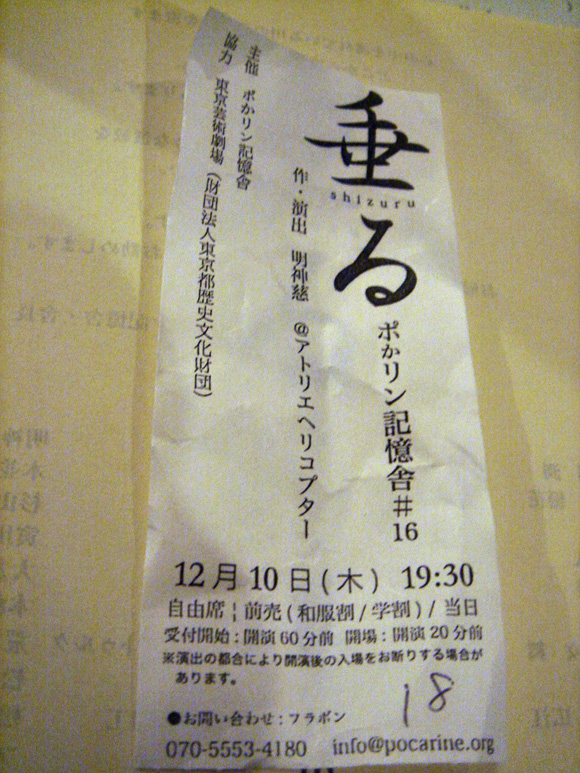 垂る
shizuru
ポかリン記憶舎#16
作・演出 明神慈 @アトリエヘリコプター
主催 ポかリン記憶舎
協力 東京芸術劇場(財団法人東京都歴史文化財団)
12月10日(木) 19:30
自由席¦前売(和服割/学割)/当日
受付開始:開演60分前 開場:開演20分前
※演出の都合により開演後の入場をお断りする場合が
あります。
18
●お問い合わせ:フラボン
070-5553-4180 info@pocarine.org